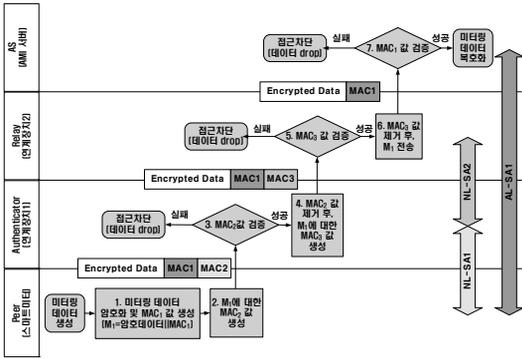 AS
(AMI 서버)
접근차단
(데이터 drop)
실패
7. MAC₁ 값 검증
성공
미터링
데이터
복호화
Encrypted Data MAC1
Relay
(연계장치2)
접근차단
(데이터 drop)
실패
5. MAC₃ 값 검증
성공
6. MAC₃ 값
제거 후,
M₁ 전송
Encrypted Data MAC1 MAC3
Authenticator
(연계장치1)
접근차단
(데이터 drop)
실패
3. MAC₂값 검증
성공
4. MAC₂ 값
제거 후,
M₁에 대한
MAC₃ 값
생성
Encrypted Data MAC1 MAC2
Peer
(스마트미터)
미터링
데이터
생성
1. 미터링 데이터
암호화 및 MAC₁ 값 생성
(M₁=암호데이터||MAC₁)
2. M₁에 대한
MAC₂ 값
생성
NL-SA2
NL-SA1
AL-SA1